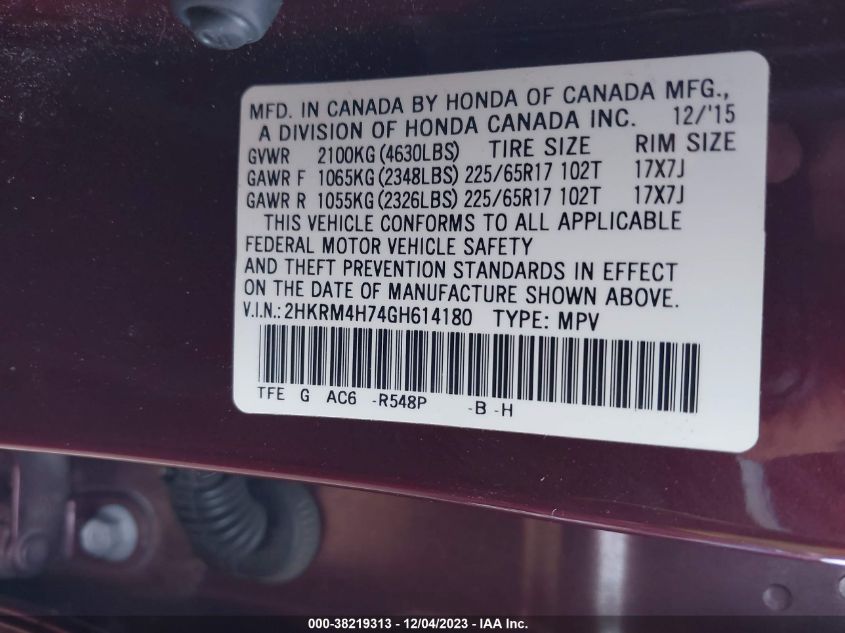 MFD. IN CANADA BY HONDA OF CANADA MFG.,
A DIVISION OF HONDA CANADA INC. 12/'15
GVWR 2100KG (4630LBS) TIRE SIZE RIM SIZE
GAWR F 1065KG (2348LBS) 225/65R17 102T 17X7J
GAWR R 1055KG (2326LBS) 225/65R17 102T 17X7J
THIS VEHICLE CONFORMS TO ALL APPLICABLE
FEDERAL MOTOR VEHICLE SAFETY
AND THEFT PREVENTION STANDARDS IN EFFECT
ON THE DATE OF MANUFACTURE SHOWN ABOVE.
V.I.N.: 2HKRM4H74GH614180 TYPE: MPV
TFE G AC6 -R548P -B -H
000-38219313 - 12/04/2023 - IAA Inc.